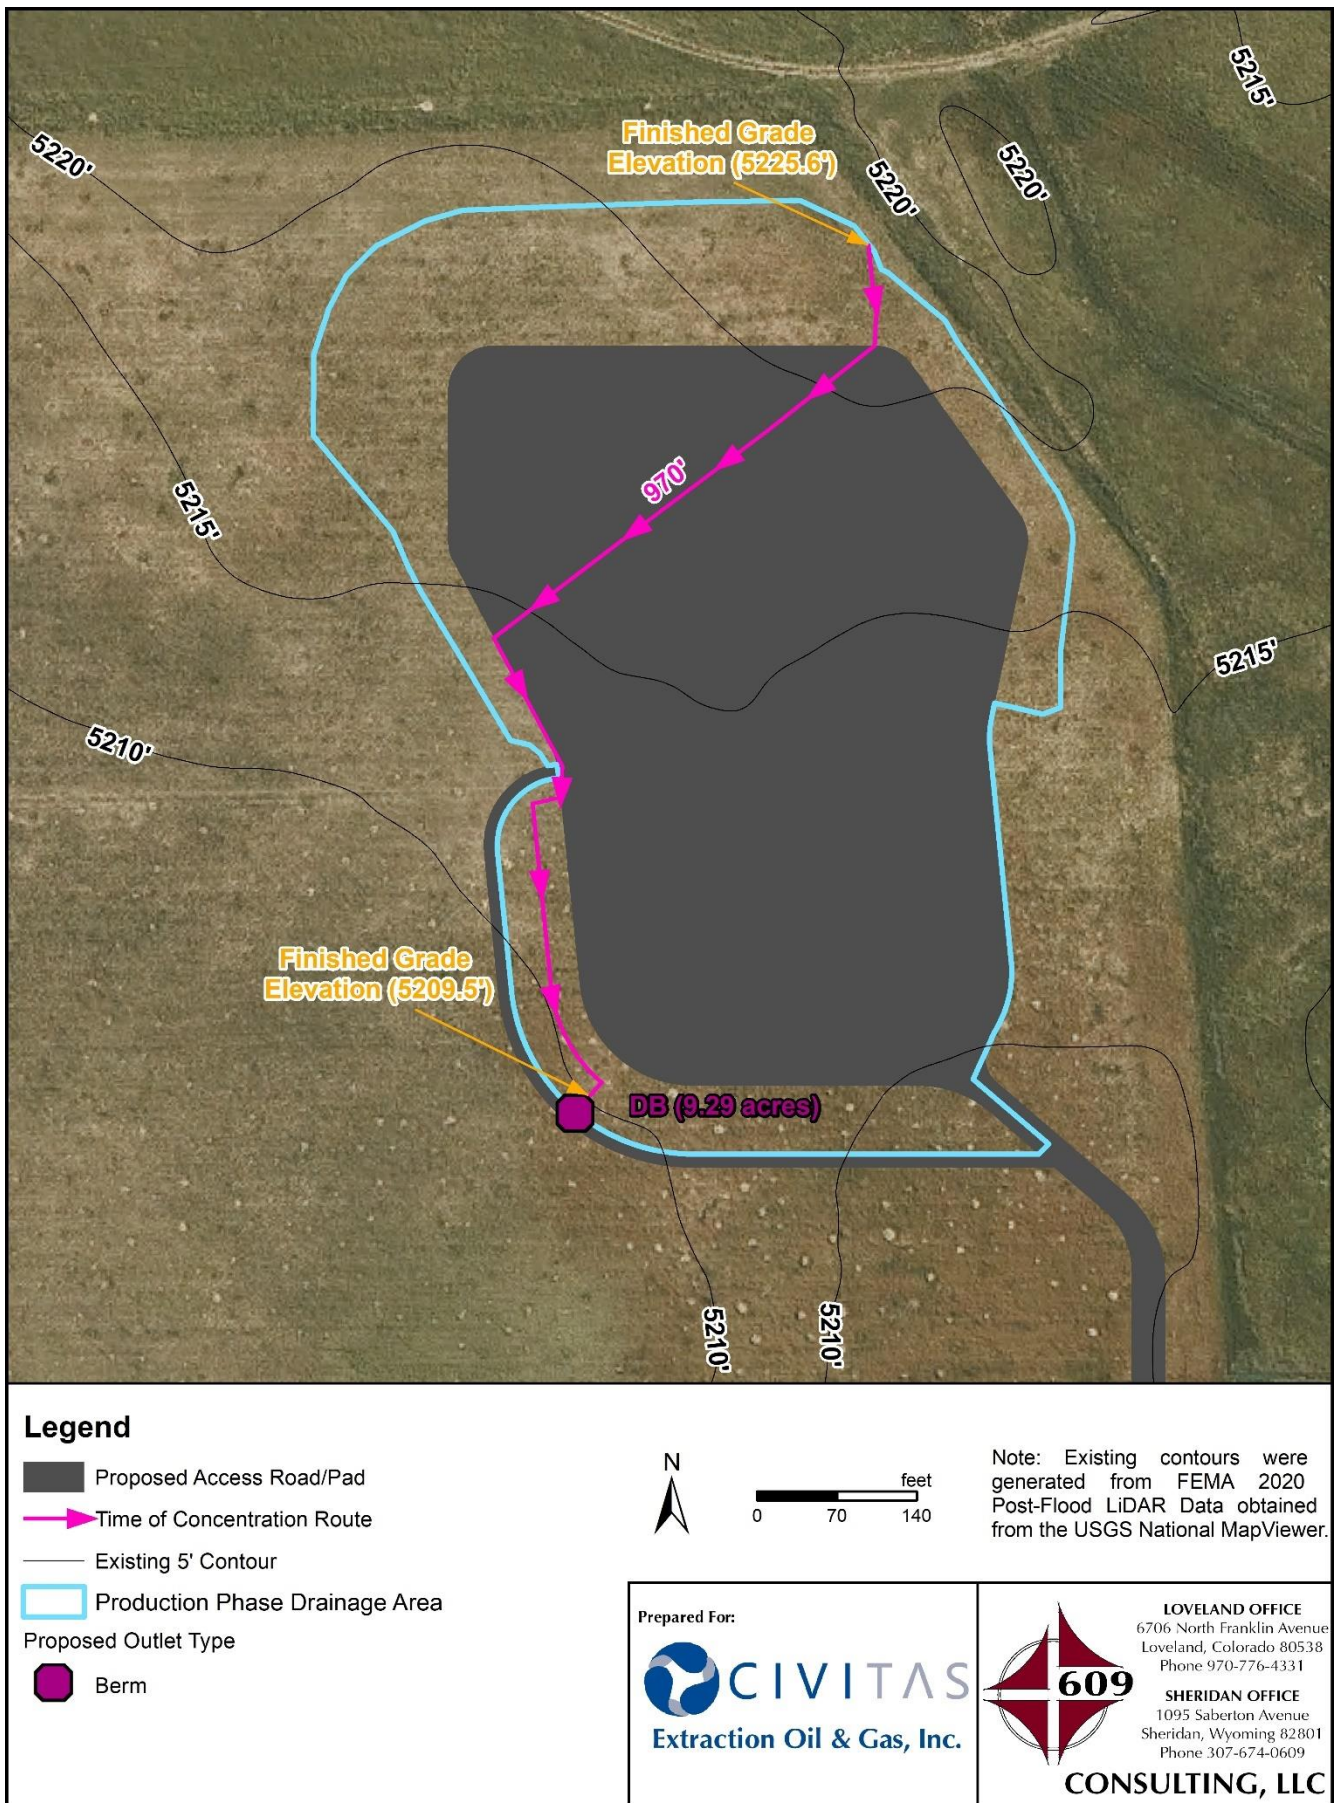 5215'
Finished Grade
Elevation (5225.6')
5220'
5220'
5220'
970'
5215'
5215'
5210'
Finished Grade
Elevation (5209.5')
DB (9.29 acres)
5210'
5210'
Legend
Proposed Access Road/Pad
Time of Concentration Route
Existing 5' Contour
Production Phase Drainage Area
Proposed Outlet Type
Berm
N
feet
0 70 140
Note: Existing contours were
generated from FEMA 2020
Post-Flood LiDAR Data obtained
from the USGS National MapViewer.
Prepared For:
CIVITAS
Extraction Oil & Gas, Inc.
609
LOVELAND OFFICE
6706 North Franklin Avenue
Loveland, Colorado 80538
Phone 970-776-4331
SHERIDAN OFFICE
1095 Saberton Avenue
Sheridan, Wyoming 82801
Phone 307-674-0609
CONSULTING, LLC